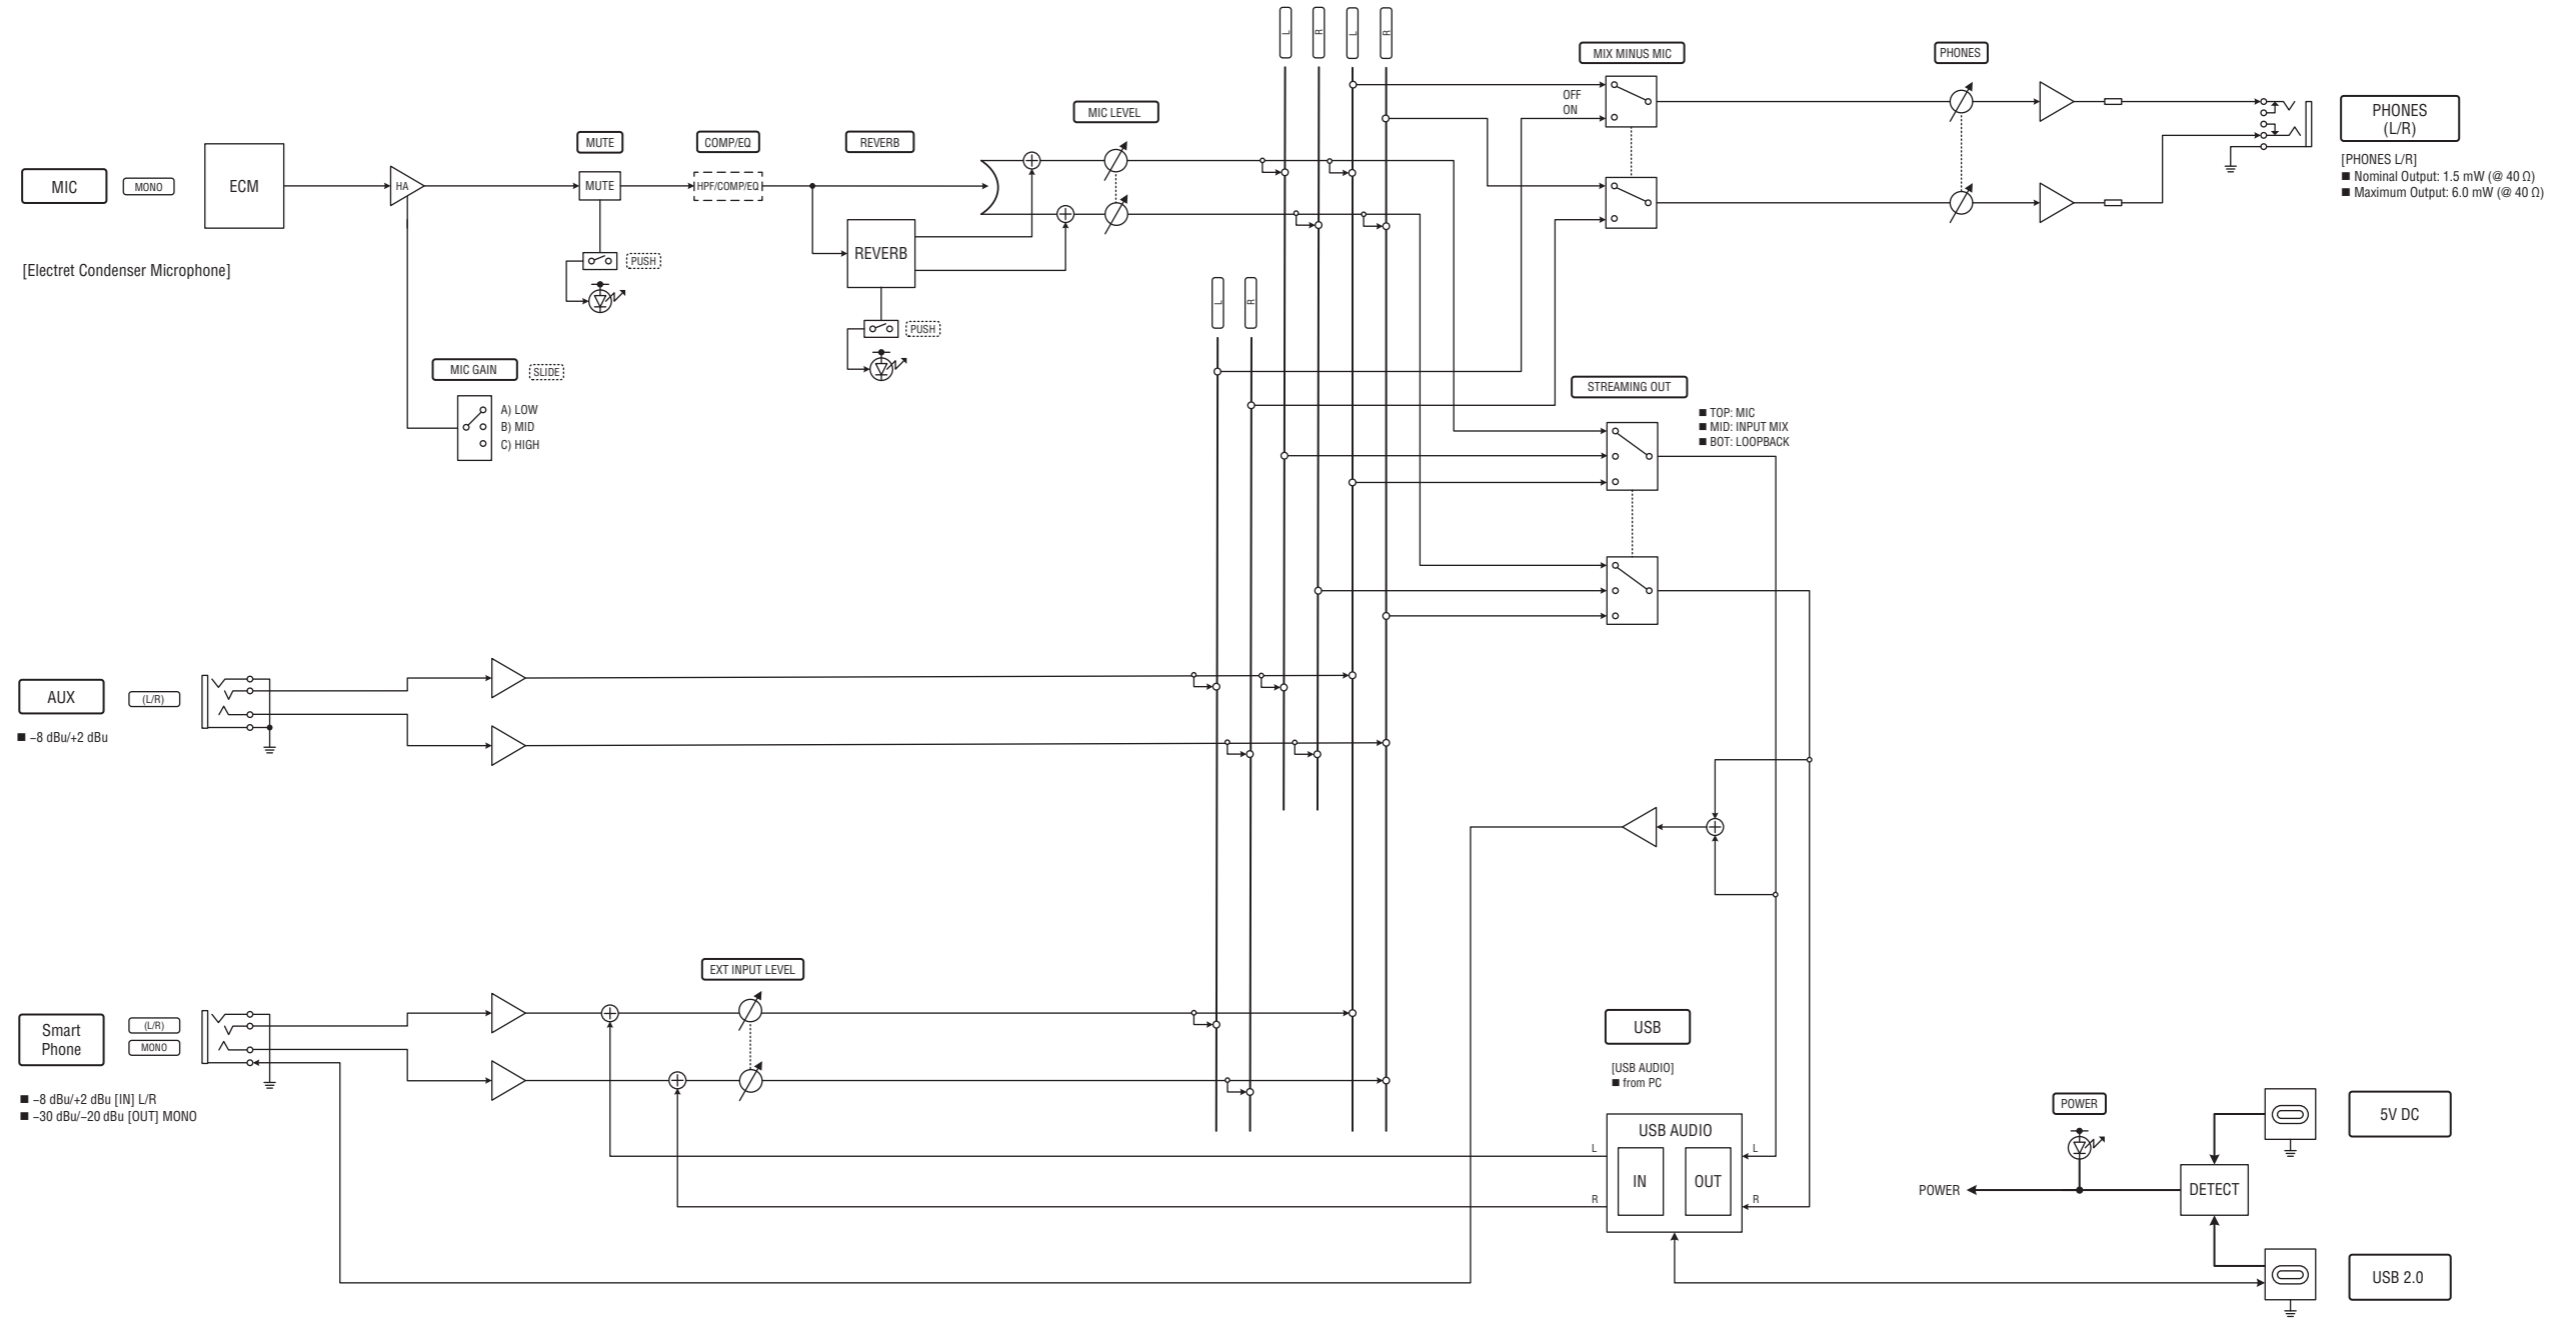 L
R
L
R
MIX MINUS MIC
PHONES
OFF
ON
MIC LEVEL
PHONES
(L/R)
[PHONES L/R]
■ Nominal Output: 1.5 mW (@ 40 Ω)
■ Maximum Output: 6.0 mW (@ 40 Ω)
MUTE
COMP/EQ
REVERB
MIC
MONO
ECM
HA
MUTE
HPF/COMP/EQ
REVERB
PUSH
[Electret Condenser Microphone]
PUSH
L
R
MIC GAIN
SLIDE
A) LOW
B) MID
C) HIGH
STREAMING OUT
■ TOP: MIC
■ MID: INPUT MIX
■ BOT: LOOPBACK
AUX
(L/R)
■ –8 dBu/+2 dBu
EXT INPUT LEVEL
Smart
Phone
(L/R)
MONO
■ –8 dBu/+2 dBu [IN] L/R
■ –30 dBu/–20 dBu [OUT] MONO
USB
[USB AUDIO]
■ from PC
USB AUDIO
L
R
IN
OUT
L
R
POWER
POWER
DETECT
5V DC
USB 2.0